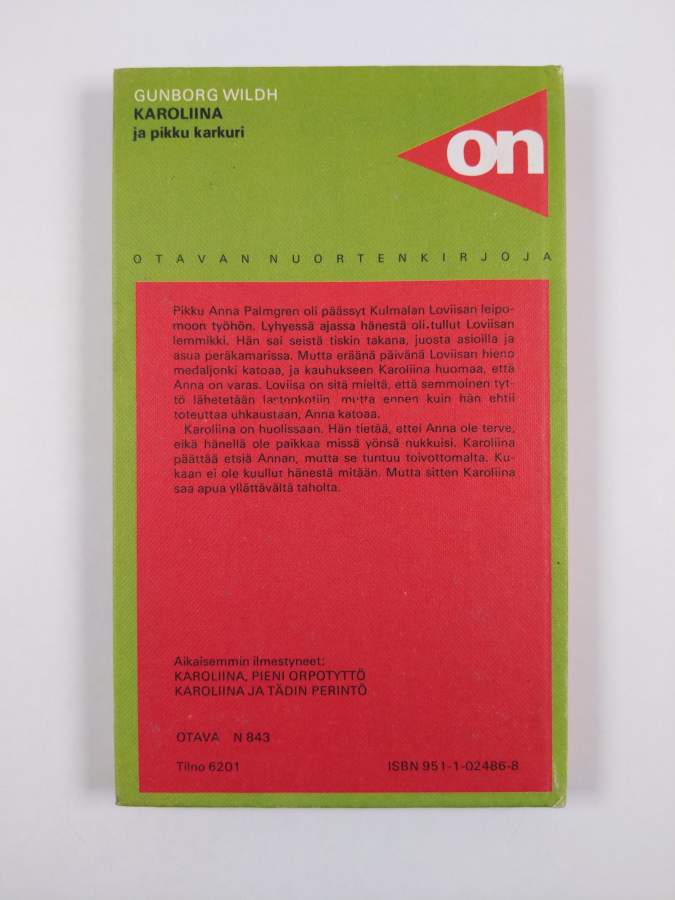 GUNBORG WILDH
KAROLIINA
ja pikku karkuri
on
OTAVAN NUORTENKIRJOJA
Pikku Anna Palmgren oli päässyt Kulmalan Loviisan leipo-
moon työhön. Lyhyessä ajassa hänestä oli tullut Loviisan
lemmikki. Hän sai seistä tiskin takana, juosta asioilla ja
asua peräkamarissa. Mutta eräänä päivänä Loviisan hieno
medaljonki katoaa, ja kauhukseen Karoliina huomaa, että
Anna on varas. Loviisa on sitä mieltä, että semmoinen tyt-
tö lähetetään lastenkotiin, mutta ennen kuin hän ehtii
toteuttaa uhkaustaan, Anna katoaa.
Karoliina on huolissaan. Hän tietää, ettei Anna ole terve,
eikä hänellä ole paikkaa missä yönsä nukkuisi. Karoliina
päättää etsiä Annan, mutta se tuntuu toivottomalta. Ku-
kaan ei ole kuullut hänestä mitään. Mutta sitten Karoliina
saa apua yllättävältä taholta.
Aikaisemmin ilmestyneet:
KAROLIINA, PIENI ORPOTYTTÖ
KAROLIINA JA TÄDIN PERINTÖ
OTAVA N 843
Tilno 6201 ISBN 951-1-02486-8